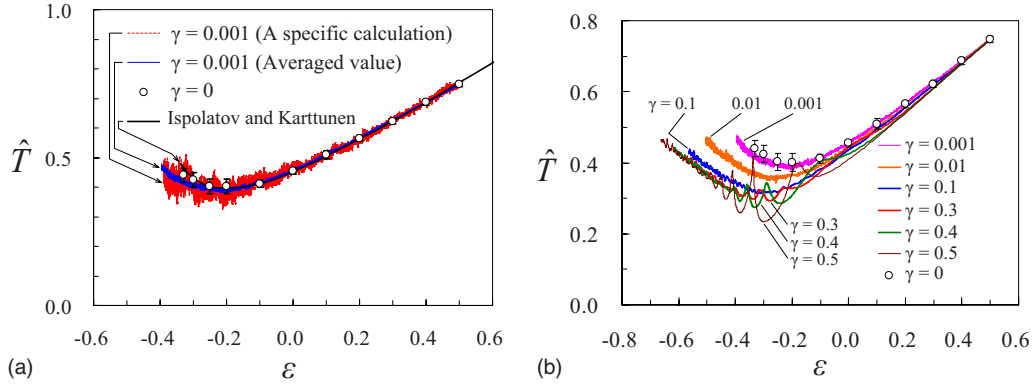 1.0
0.5
0.0
T̂
γ = 0.001 (A specific calculation)
γ = 0.001 (Averaged value)
γ = 0
Ispolatov and Karttunen
-0.6 -0.4 -0.2 0.0 0.2 0.4 0.6
(a)
ε
0.8
0.6
0.4
0.2
0.0
T̂
γ = 0.1
0.01
0.001
γ = 0.3
γ = 0.4
γ = 0.5
γ = 0.001
γ = 0.01
γ = 0.1
γ = 0.3
γ = 0.4
γ = 0.5
γ = 0
-0.8 -0.6 -0.4 -0.2 0.0 0.2 0.4 0.6
(b)
ε